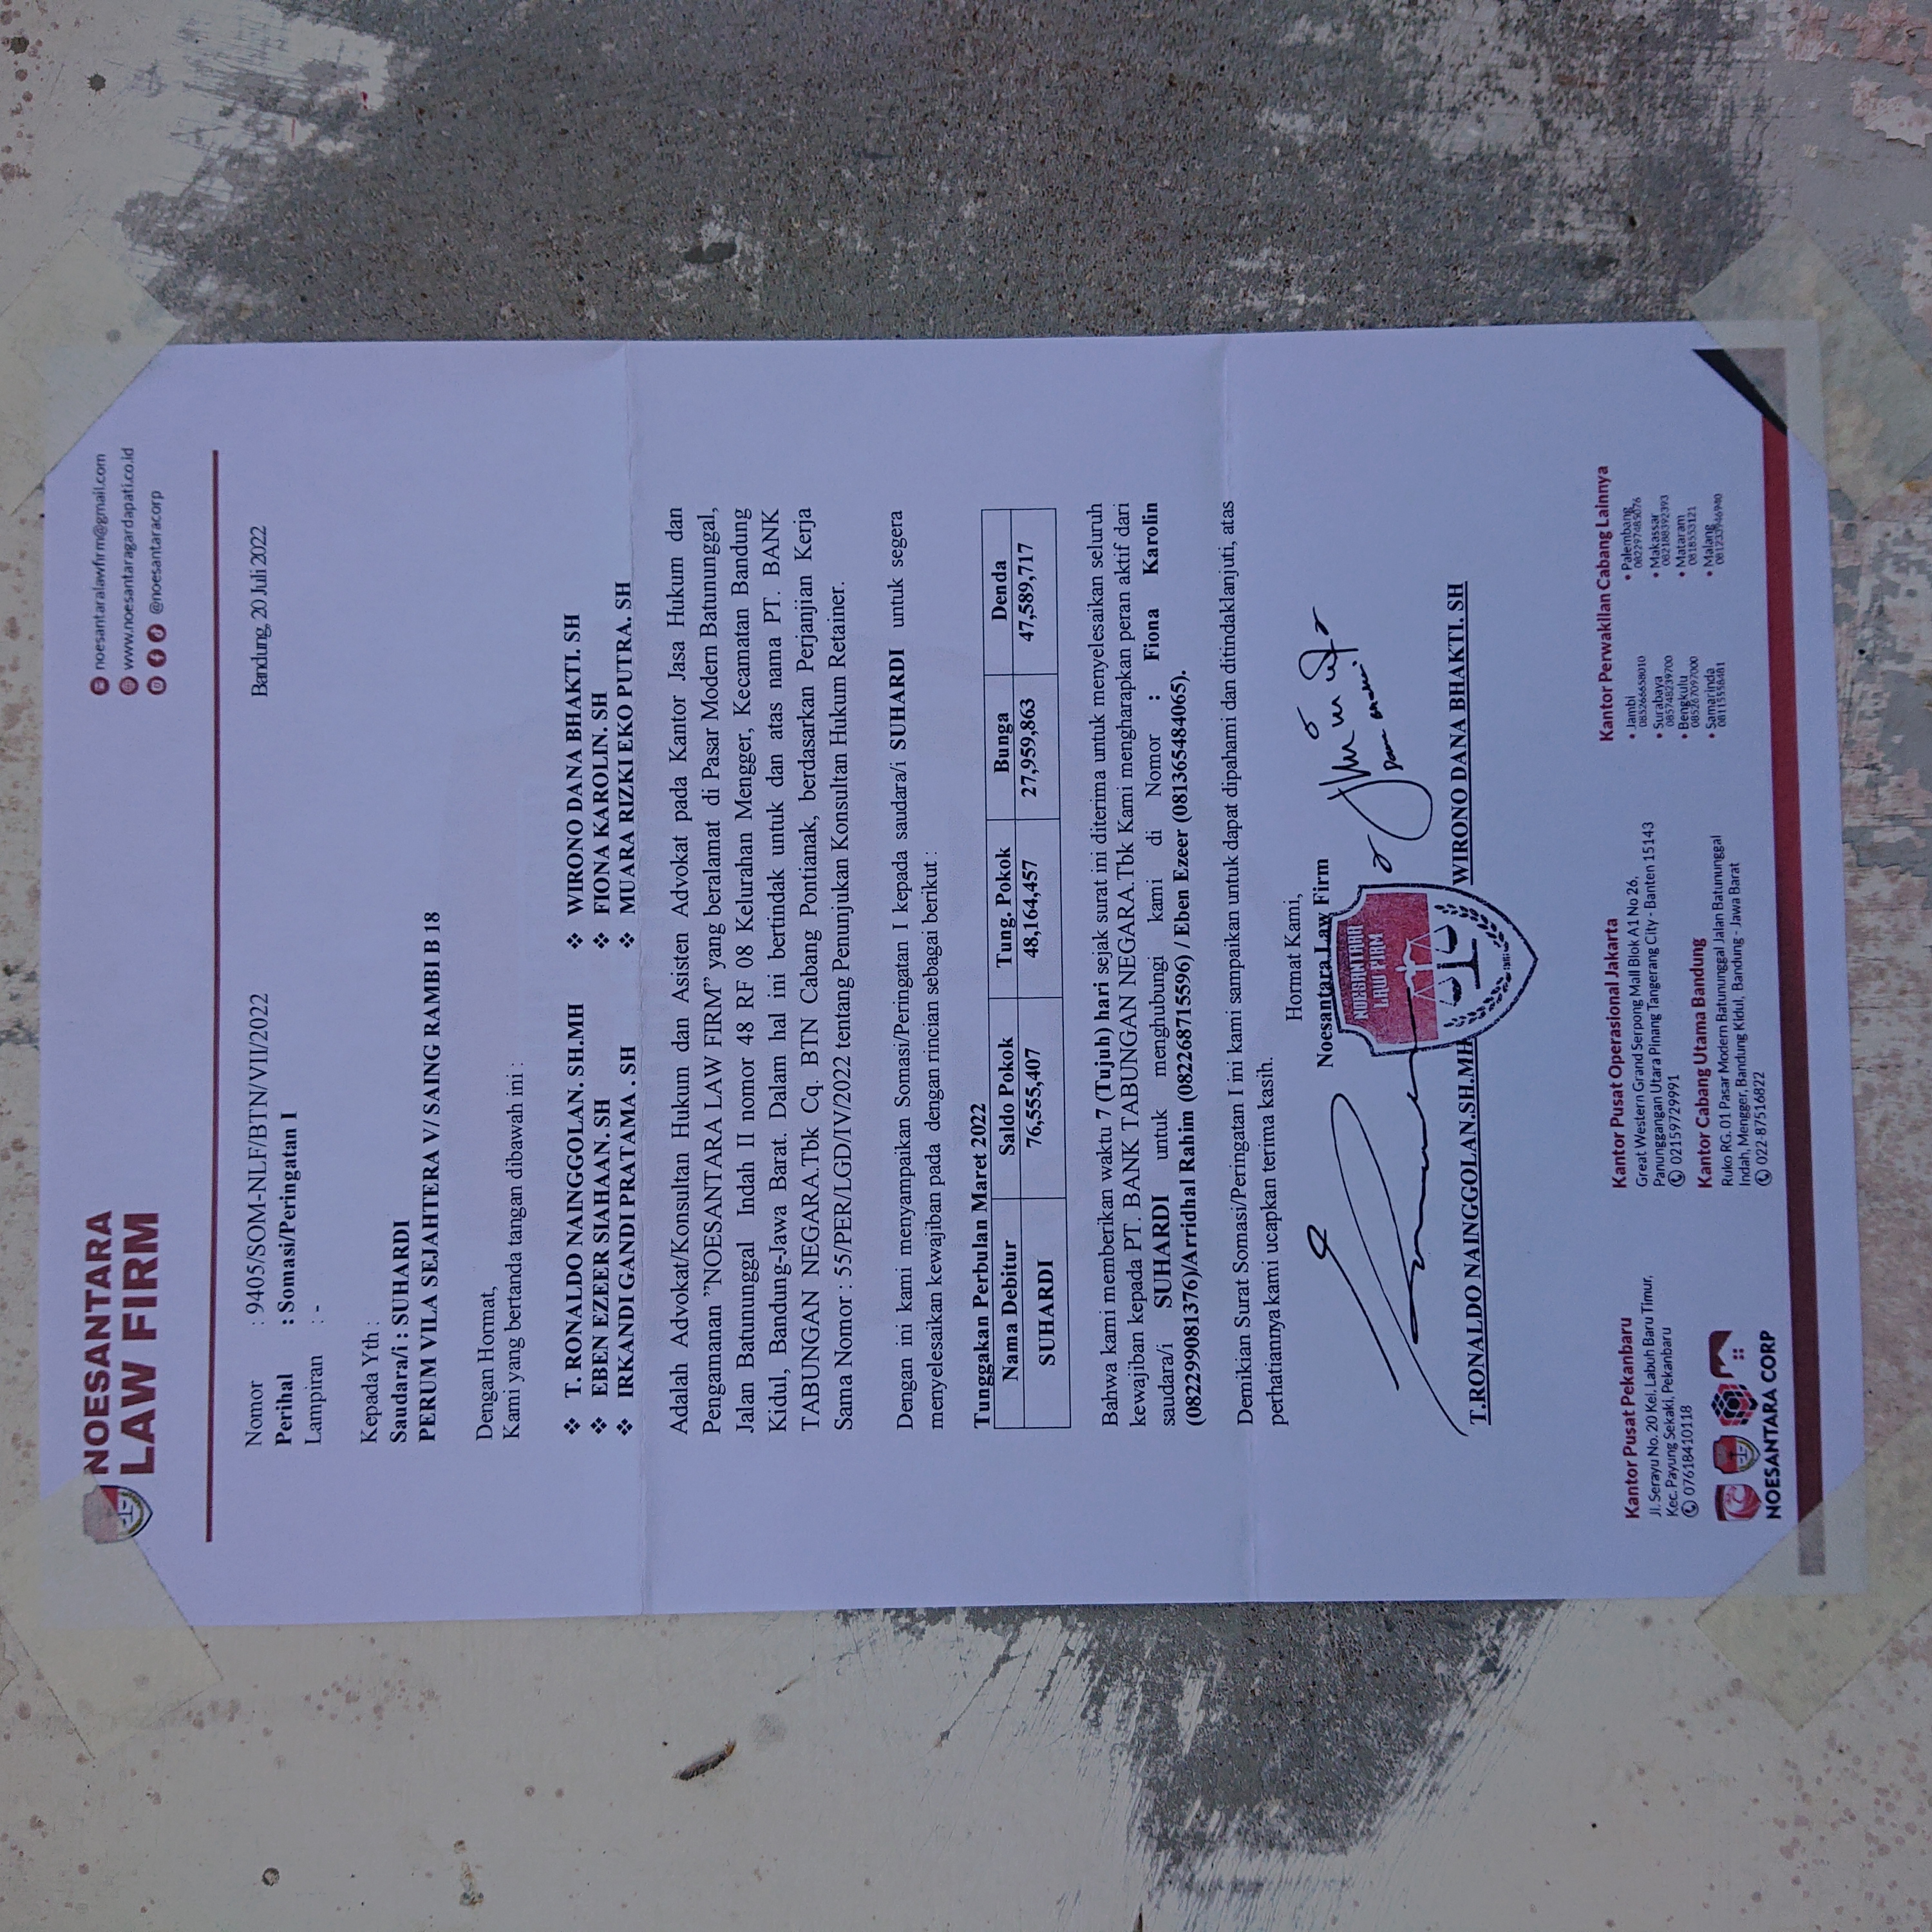 NOESANTARA
LAW FIRM
noesantaralawfirm@gmail.com
www.noesantaragardapati.co.id
@noesantaracorp
Nomor : 9405/SOM-NLF/BTN/VII/2022
Bandung, 20 Juli 2022
Perihal : Somasi/Peringatan I
Lampiran : -
Kepada Yth :
Saudara/i : SUHARDI
PERUM VILA SEJAHTERA V/ SAING RAMBI B 18
Dengan Hormat,
Kami yang bertanda tangan dibawah ini :
❖ T. RONALDO NAINGGOLAN. SH.MH ❖ WIRONO DANA BHAKTI. SH
❖ EBEN EZEER SIAHAAN. SH ❖ FIONA KAROLIN. SH
❖ IRKANDI GANDI PRATAMA . SH ❖ MUARA RIZKI EKO PUTRA. SH
Adalah Advokat/Konsultan Hukum dan Asisten Advokat pada Kantor Jasa Hukum dan
Pengamanan "NOESANTARA LAW FIRM" yang beralamat di Pasar Modern Batununggal,
Jalan Batununggal Indah II nomor 48 RF 08 Kelurahan Mengger, Kecamatan Bandung
Kidul, Bandung-Jawa Barat. Dalam hal ini bertindak untuk dan atas nama PT. BANK
TABUNGAN NEGARA.Tbk Cq. BTN Cabang Pontianak, berdasarkan Perjanjian Kerja
Sama Nomor : 55/PER/LGD/IV/2022 tentang Penunjukan Konsultan Hukum Retainer.
Dengan ini kami menyampaikan Somasi/Peringatan I kepada saudara/i SUHARDI untuk segera
menyelesaikan kewajiban pada dengan rincian sebagai berikut :
Tunggakan Perbulan Maret 2022
Nama Debitur Saldo Pokok Tung. Pokok Bunga Denda
SUHARDI 76,555,407 48,164,457 27,959,863 47,589,717
Bahwa kami memberikan waktu 7 (Tujuh) hari sejak surat ini diterima untuk menyelesaikan seluruh
kewajiban kepada PT. BANK TABUNGAN NEGARA.Tbk Kami mengharapkan peran aktif dari
saudara/i SUHARDI untuk menghubungi kami di Nomor : Fiona Karolin
(082299081376)/Arridhal Rahim (082268715596) / Eben Ezeer (081365484065).
Demikian Surat Somasi/Peringatan I ini kami sampaikan untuk dapat dipahami dan ditindaklanjuti, atas
perhatiannya kami ucapkan terima kasih.
Hormat Kami,
Noesantara Law Firm
NOESANTARA
LAW FIRM
T.RONALDO NAINGGOLAN.SH.MH WIRONO DANA BHAKTI. SH
Kantor Pusat Pekanbaru
Jl. Serayu No. 20 Kel. Labuh Baru Timur,
Kec. Payung Sekaki, Pekanbaru
07618410118
NOESANTARA CORP
Kantor Pusat Operasional Jakarta
Great Western Grand Serpong Mall Blok A1 No 26,
Panunggangan Utara Pinang Tangerang City - Banten 15143
02159729991
Kantor Cabang Utama Bandung
Ruko RG. 01 Pasar Modern Batununggal Jalan Batununggal
Indah, Mengger, Bandung Kidul, Bandung - Jawa Barat
022-87516822
Kantor Perwakilan Cabang Lainnya
• Jambi
085266658010
• Surabaya
085748239700
• Bengkulu
085267097000
• Samarinda
08115558481
• Palembang
• Makassar
082188839293
• Mataram
0818553121
• Malang